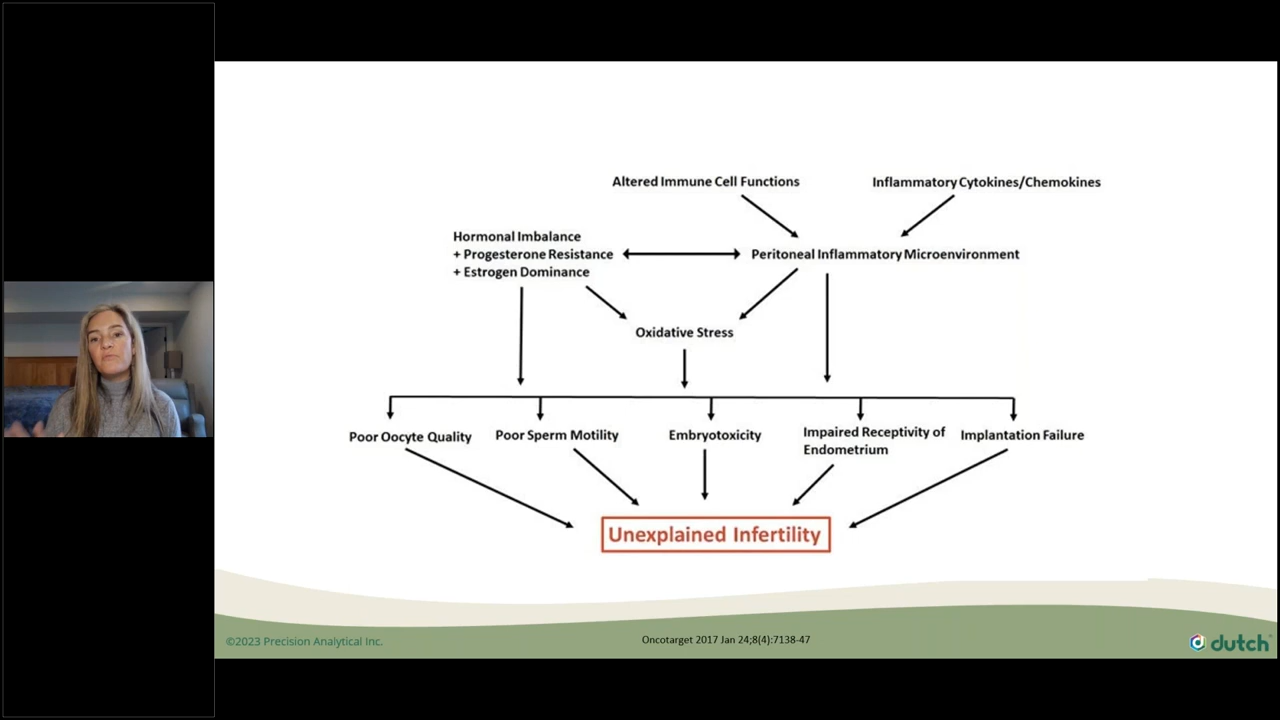 Altered Immune Cell Functions
Inflammatory Cytokines/Chemokines
Hormonal Imbalance
+ Progesterone Resistance
+ Estrogen Dominance
Peritoneal Inflammatory Microenvironment
Oxidative Stress
Poor Oocyte Quality
Poor Sperm Motility
Embryotoxicity
Impaired Receptivity of
Endometrium
Implantation Failure
Unexplained Infertility
©2023 Precision Analytical Inc.
Oncotarget 2017 Jan 24;8(4):7138-47
dutch